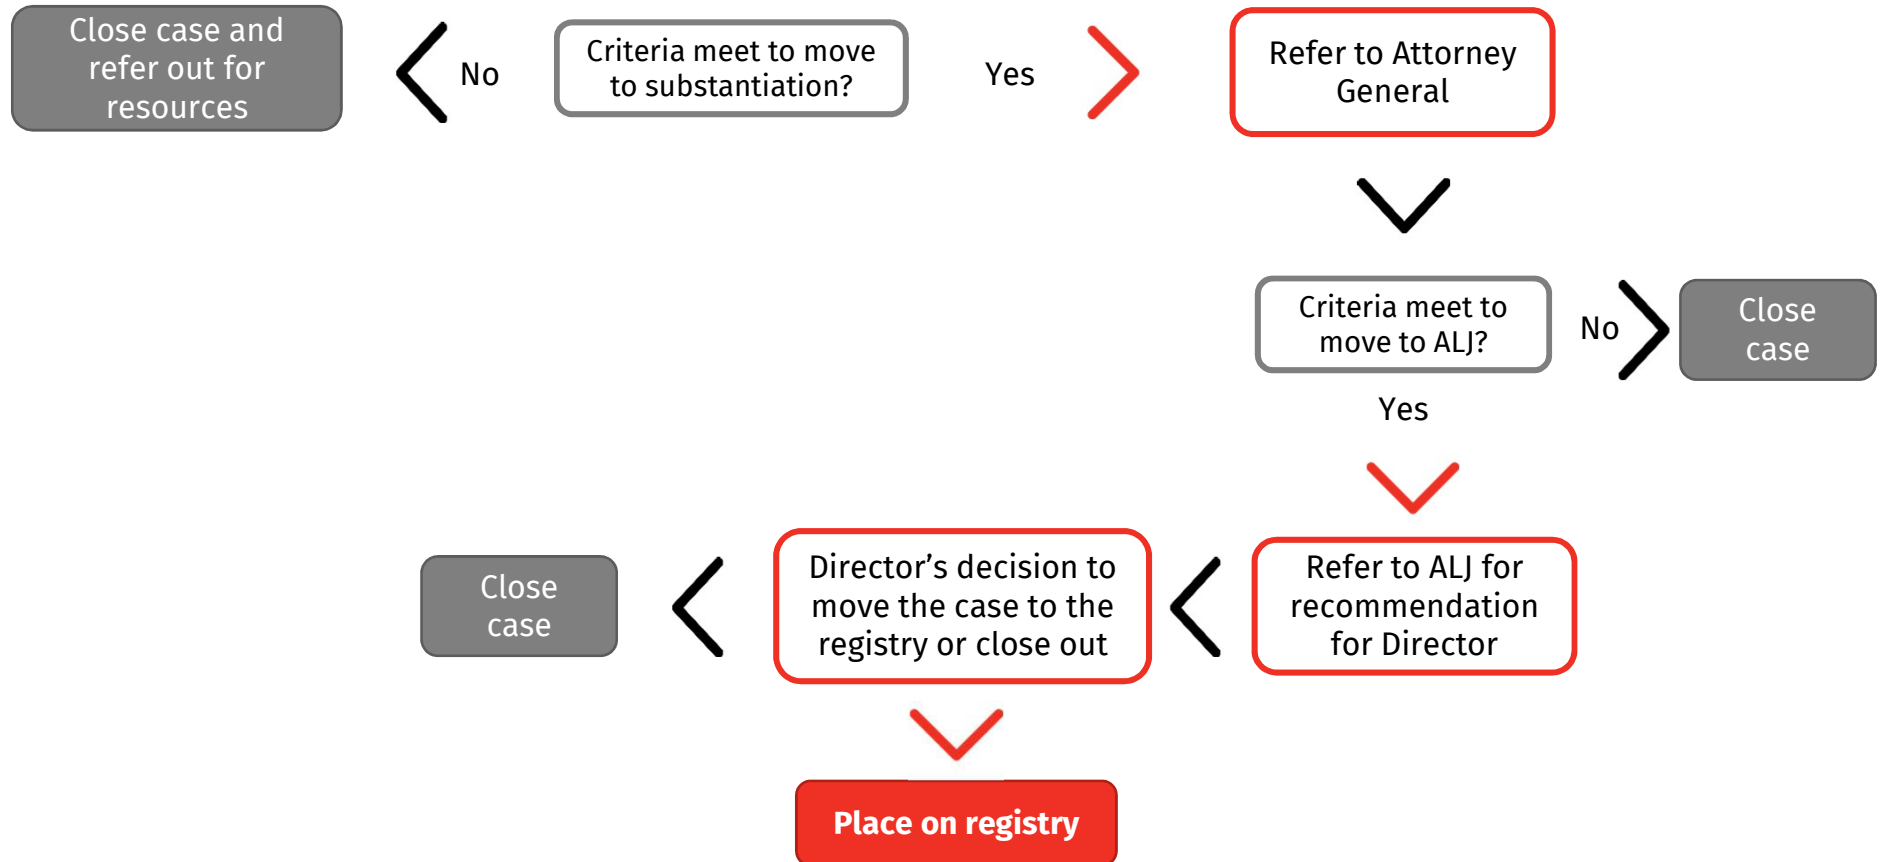 Close case and
refer out for
resources
No
Criteria meet to move
to substantiation?
Yes
Refer to Attorney
General
Criteria meet to
move to ALJ?
No
Close
case
Yes
Refer to ALJ for
recommendation
for Director
Director’s decision to
move the case to the
registry or close out
Close
case
Place on registry